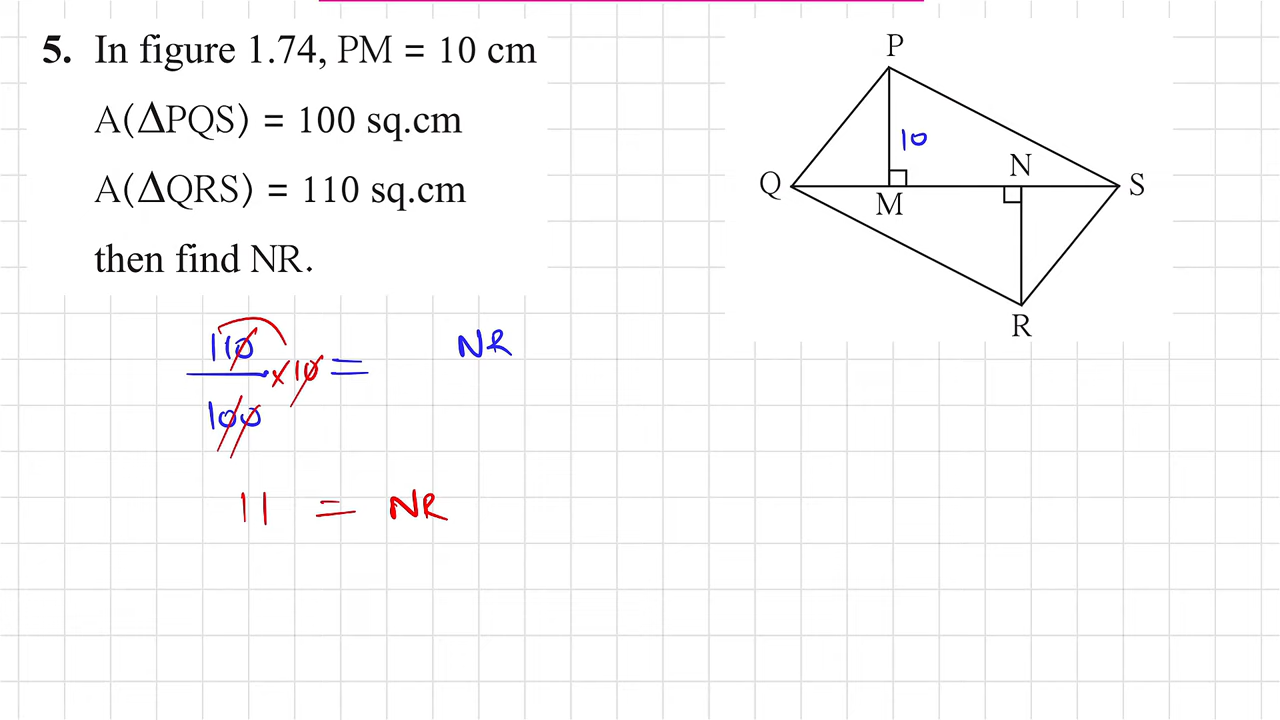 5. In figure 1.74, PM = 10 cm
A(ΔPQS) = 100 sq.cm
A(ΔQRS) = 110 sq.cm
then find NR.
P
10
N
Q
S
M
R
110
NR
×10 =
100
11 = NR